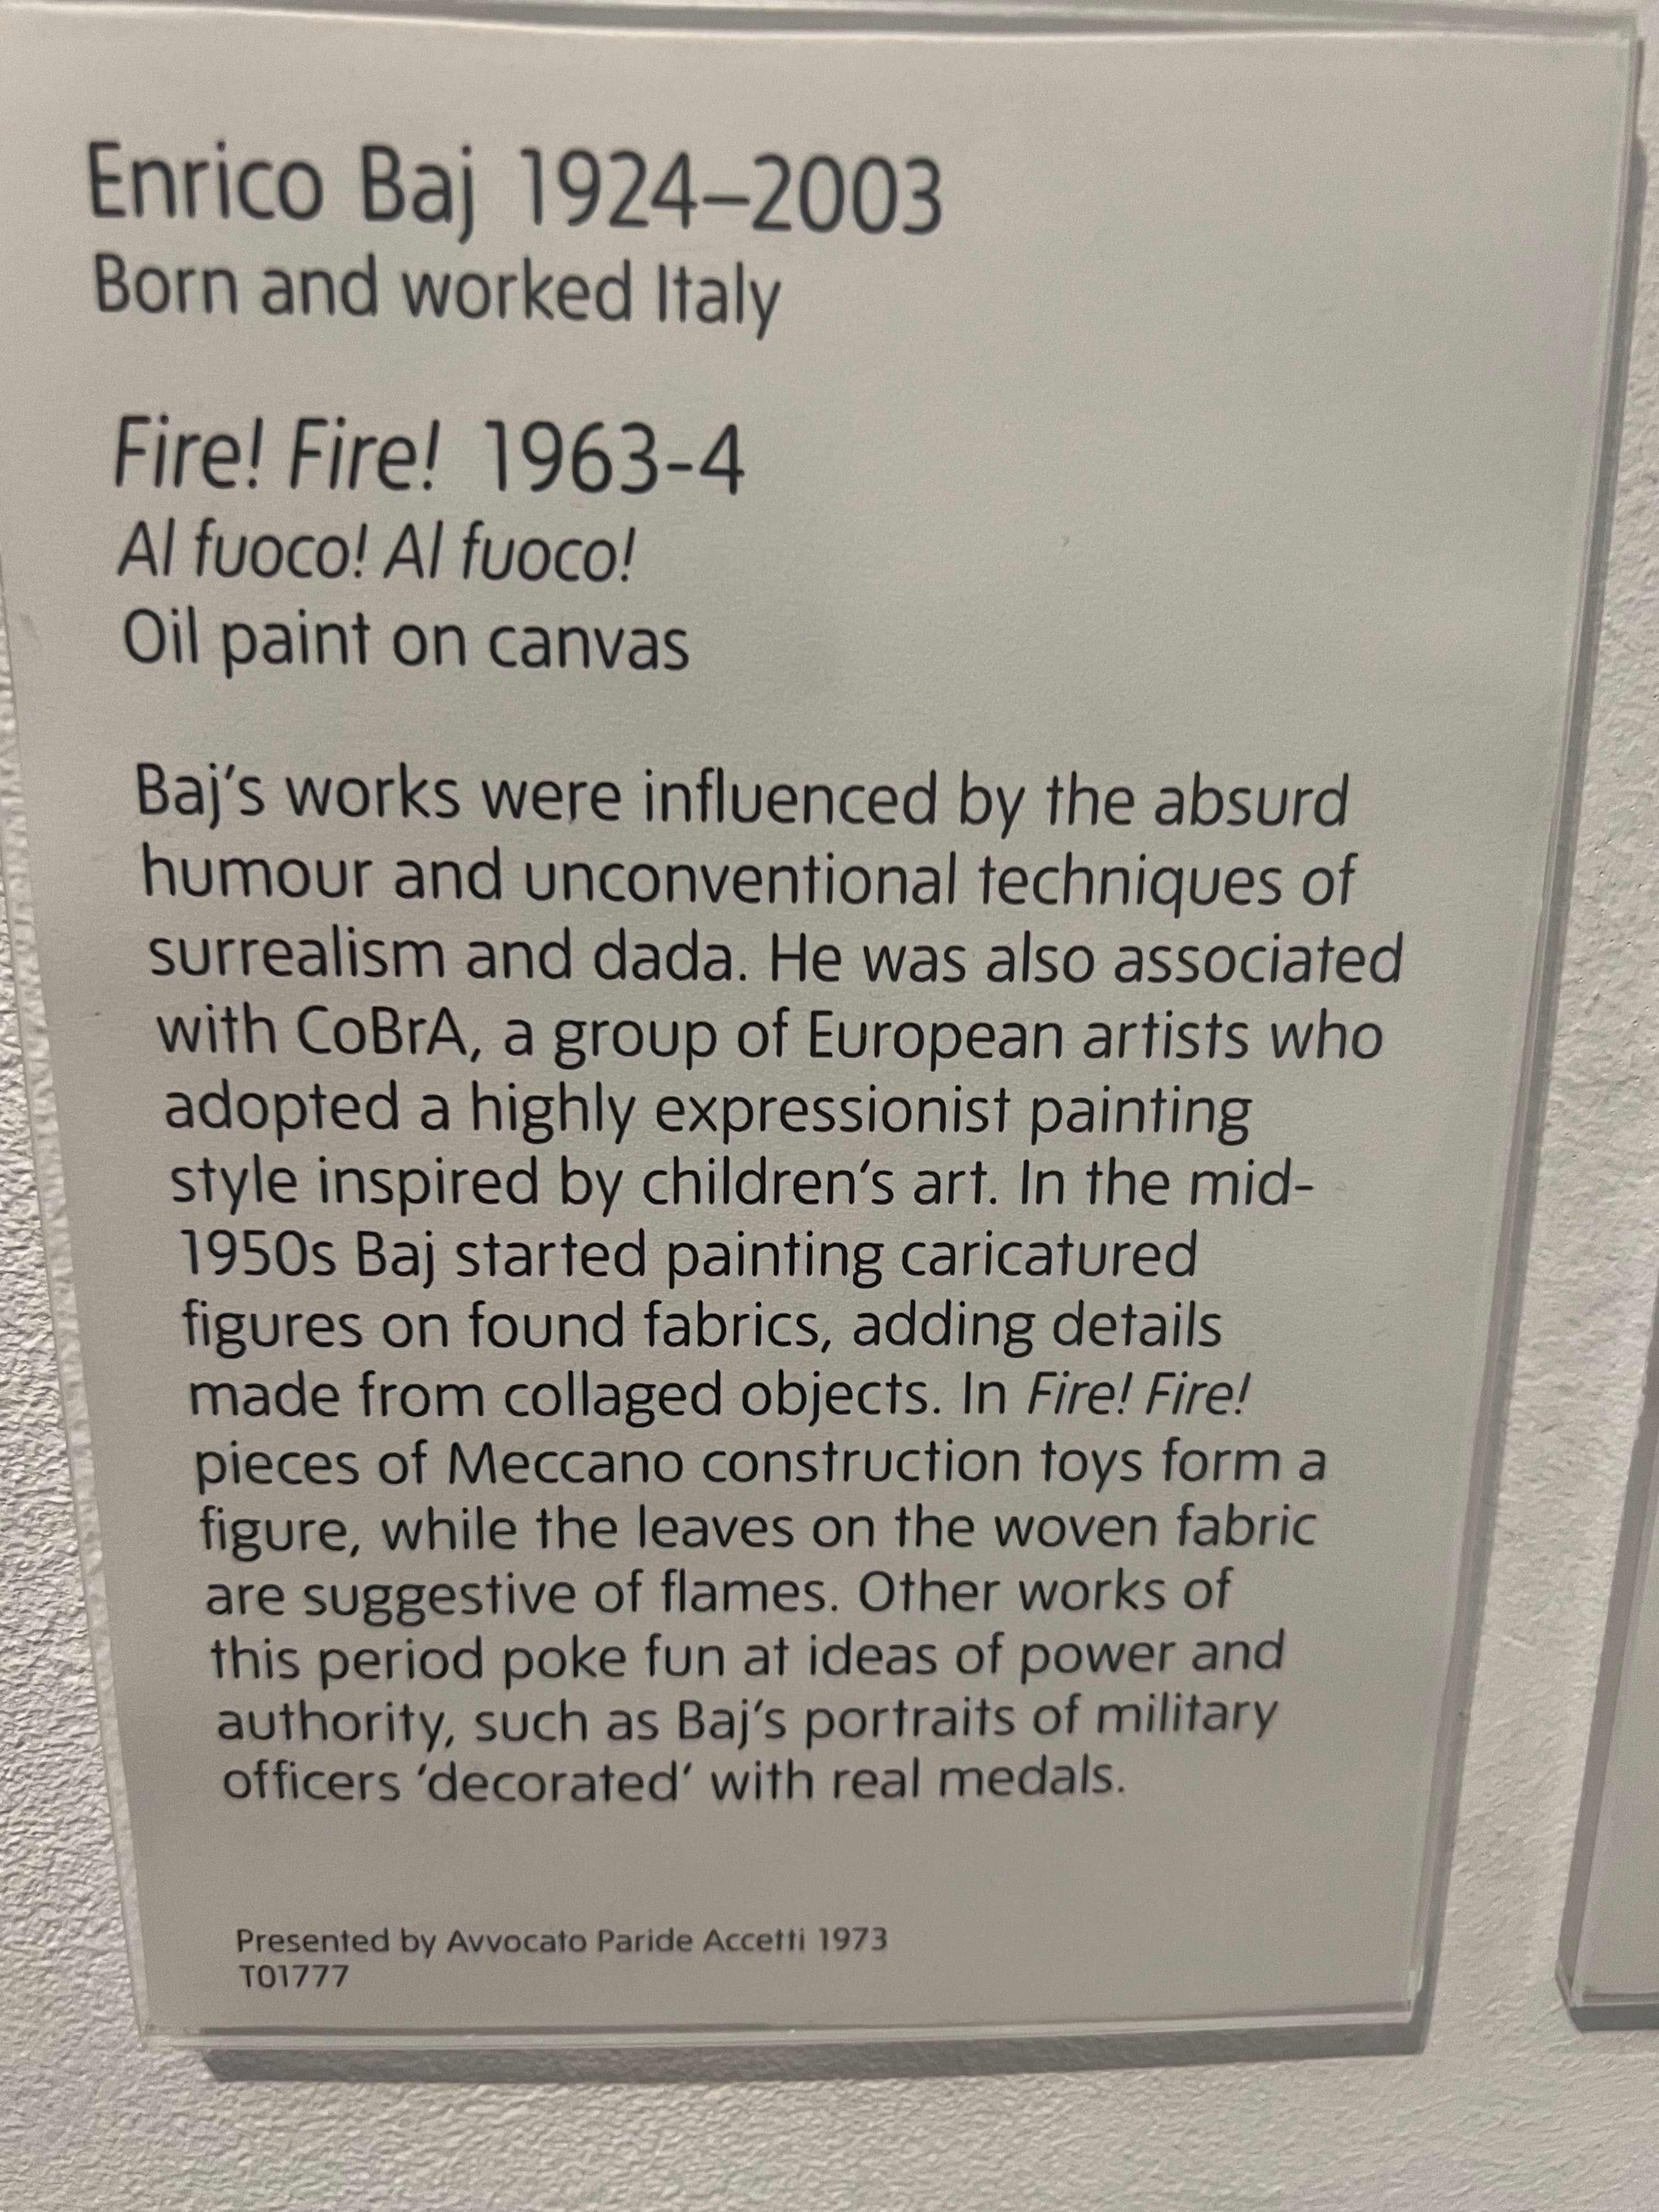 Enrico Baj 1924–2003
Born and worked Italy
Fire! Fire! 1963-4
Al fuoco! Al fuoco!
Oil paint on canvas
Baj's works were influenced by the absurd
humour and unconventional techniques of
surrealism and dada. He was also associated
with CoBrA, a group of European artists who
adopted a highly expressionist painting
style inspired by children's art. In the mid-
1950s Baj started painting caricatured
figures on found fabrics, adding details
made from collaged objects. In Fire! Fire!
pieces of Meccano construction toys form a
figure, while the leaves on the woven fabric
are suggestive of flames. Other works of
this period poke fun at ideas of power and
authority, such as Baj's portraits of military
officers 'decorated' with real medals.
Presented by Avvocato Paride Accetti 1973
T01777